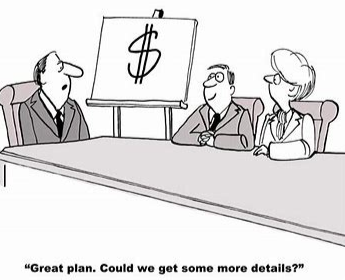 $
“Great plan. Could we get some more details?”